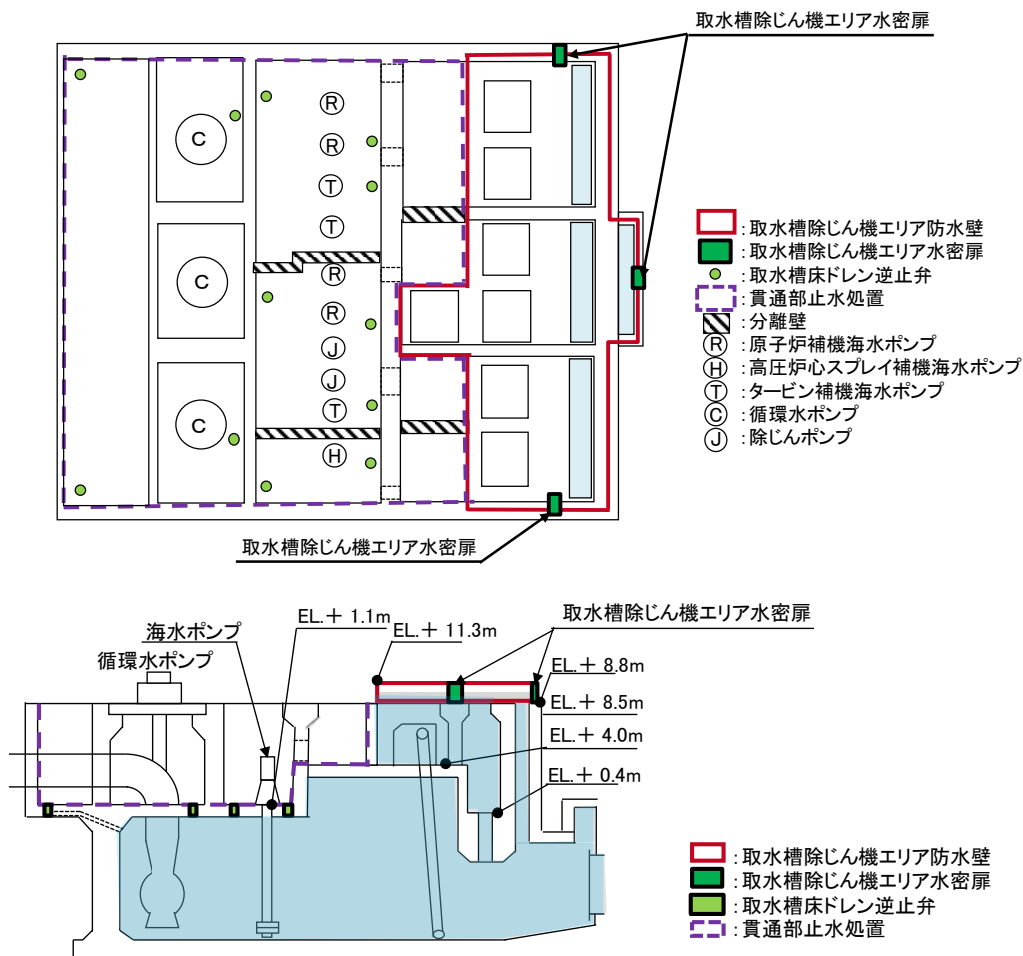 取水槽除じん機エリア水密扉
C
C
C
R
R
T
T
R
R
J
J
T
H
:取水槽除じん機エリア防水壁
:取水槽除じん機エリア水密扉
:取水槽床ドレン逆止弁
:貫通部止水処置
:分離壁
R :原子炉補機海水ポンプ
H :高圧炉心スプレイ補機海水ポンプ
T :タービン補機海水ポンプ
C :循環水ポンプ
J :除じんポンプ
取水槽除じん機エリア水密扉
海水ポンプ
循環水ポンプ
EL.+ 1.1m
EL.+ 11.3m
取水槽除じん機エリア水密扉
EL.+ 8.8m
EL.+ 8.5m
EL.+ 4.0m
EL.+ 0.4m
:取水槽除じん機エリア防水壁
:取水槽除じん機エリア水密扉
:取水槽床ドレン逆止弁
:貫通部止水処置